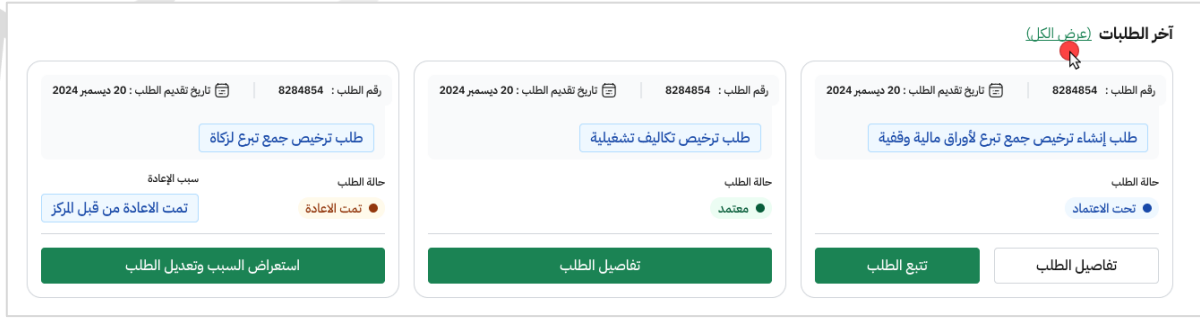 آخر الطلبات (عرض الكل)
رقم الطلب : 8284854 تاريخ تقديم الطلب : 20 ديسمبر 2024
طلب إنشاء ترخيص جمع تبرع لأوراق مالية وقفية
حالة الطلب
تحت الاعتماد
تفاصيل الطلب
تتبع الطلب
رقم الطلب : 8284854 تاريخ تقديم الطلب : 20 ديسمبر 2024
طلب ترخيص تكاليف تشغيلية
حالة الطلب
معتمد
تفاصيل الطلب
رقم الطلب : 8284854 تاريخ تقديم الطلب : 20 ديسمبر 2024
طلب ترخيص جمع تبرع لزكاة
حالة الطلب
تمت الاعادة
سبب الإعادة
تمت الاعادة من قبل المركز
استعراض السبب وتعديل الطلب